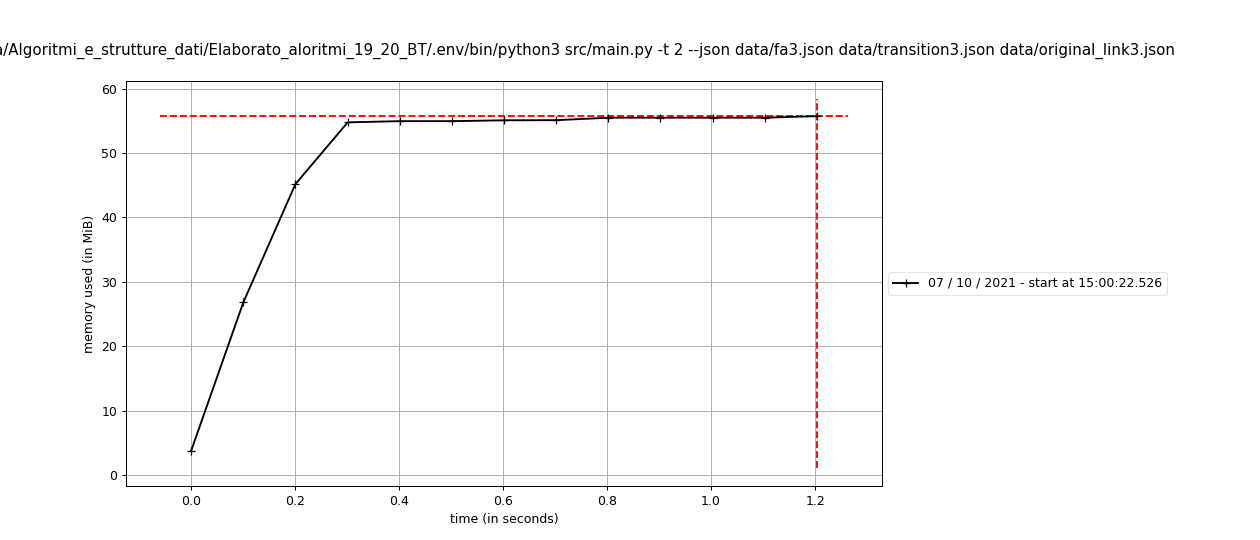 /Algoritmi_e_strutture_dati/Elaborato_aloritmi_19_20_BT/.env/bin/python3 src/main.py -t 2 --json data/fa3.json data/transition3.json data/original_link3.json
60
50
40
30
20
10
0
memory used (in MiB)
0.0 0.2 0.4 0.6 0.8 1.0 1.2
time (in seconds)
07 / 10 / 2021 - start at 15:00:22.526